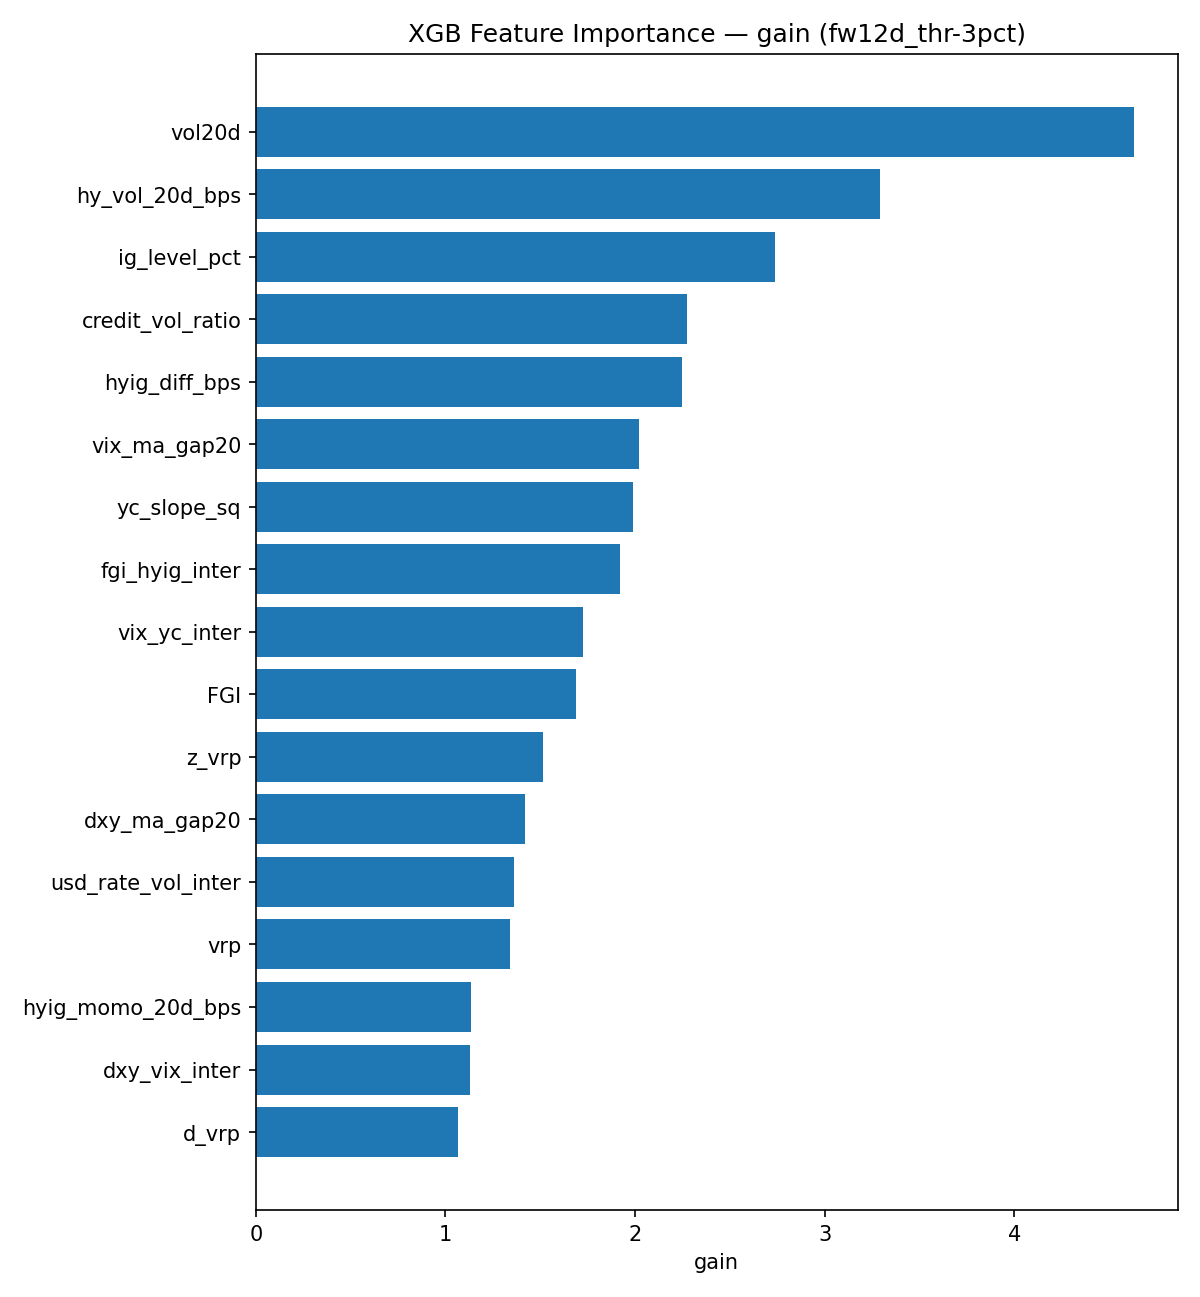 XGB Feature Importance — gain (fw12d_thr-3pct)
vol20d
hy_vol_20d_bps
ig_level_pct
credit_vol_ratio
hyig_diff_bps
vix_ma_gap20
yc_slope_sq
fgi_hyig_inter
vix_yc_inter
FGI
z_vrp
dxy_ma_gap20
usd_rate_vol_inter
vrp
hyig_momo_20d_bps
dxy_vix_inter
d_vrp
0 1 2 3 4
gain